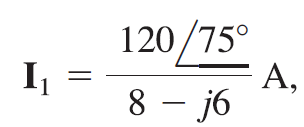 I₁ = 120/75° / 8 − j6 A,